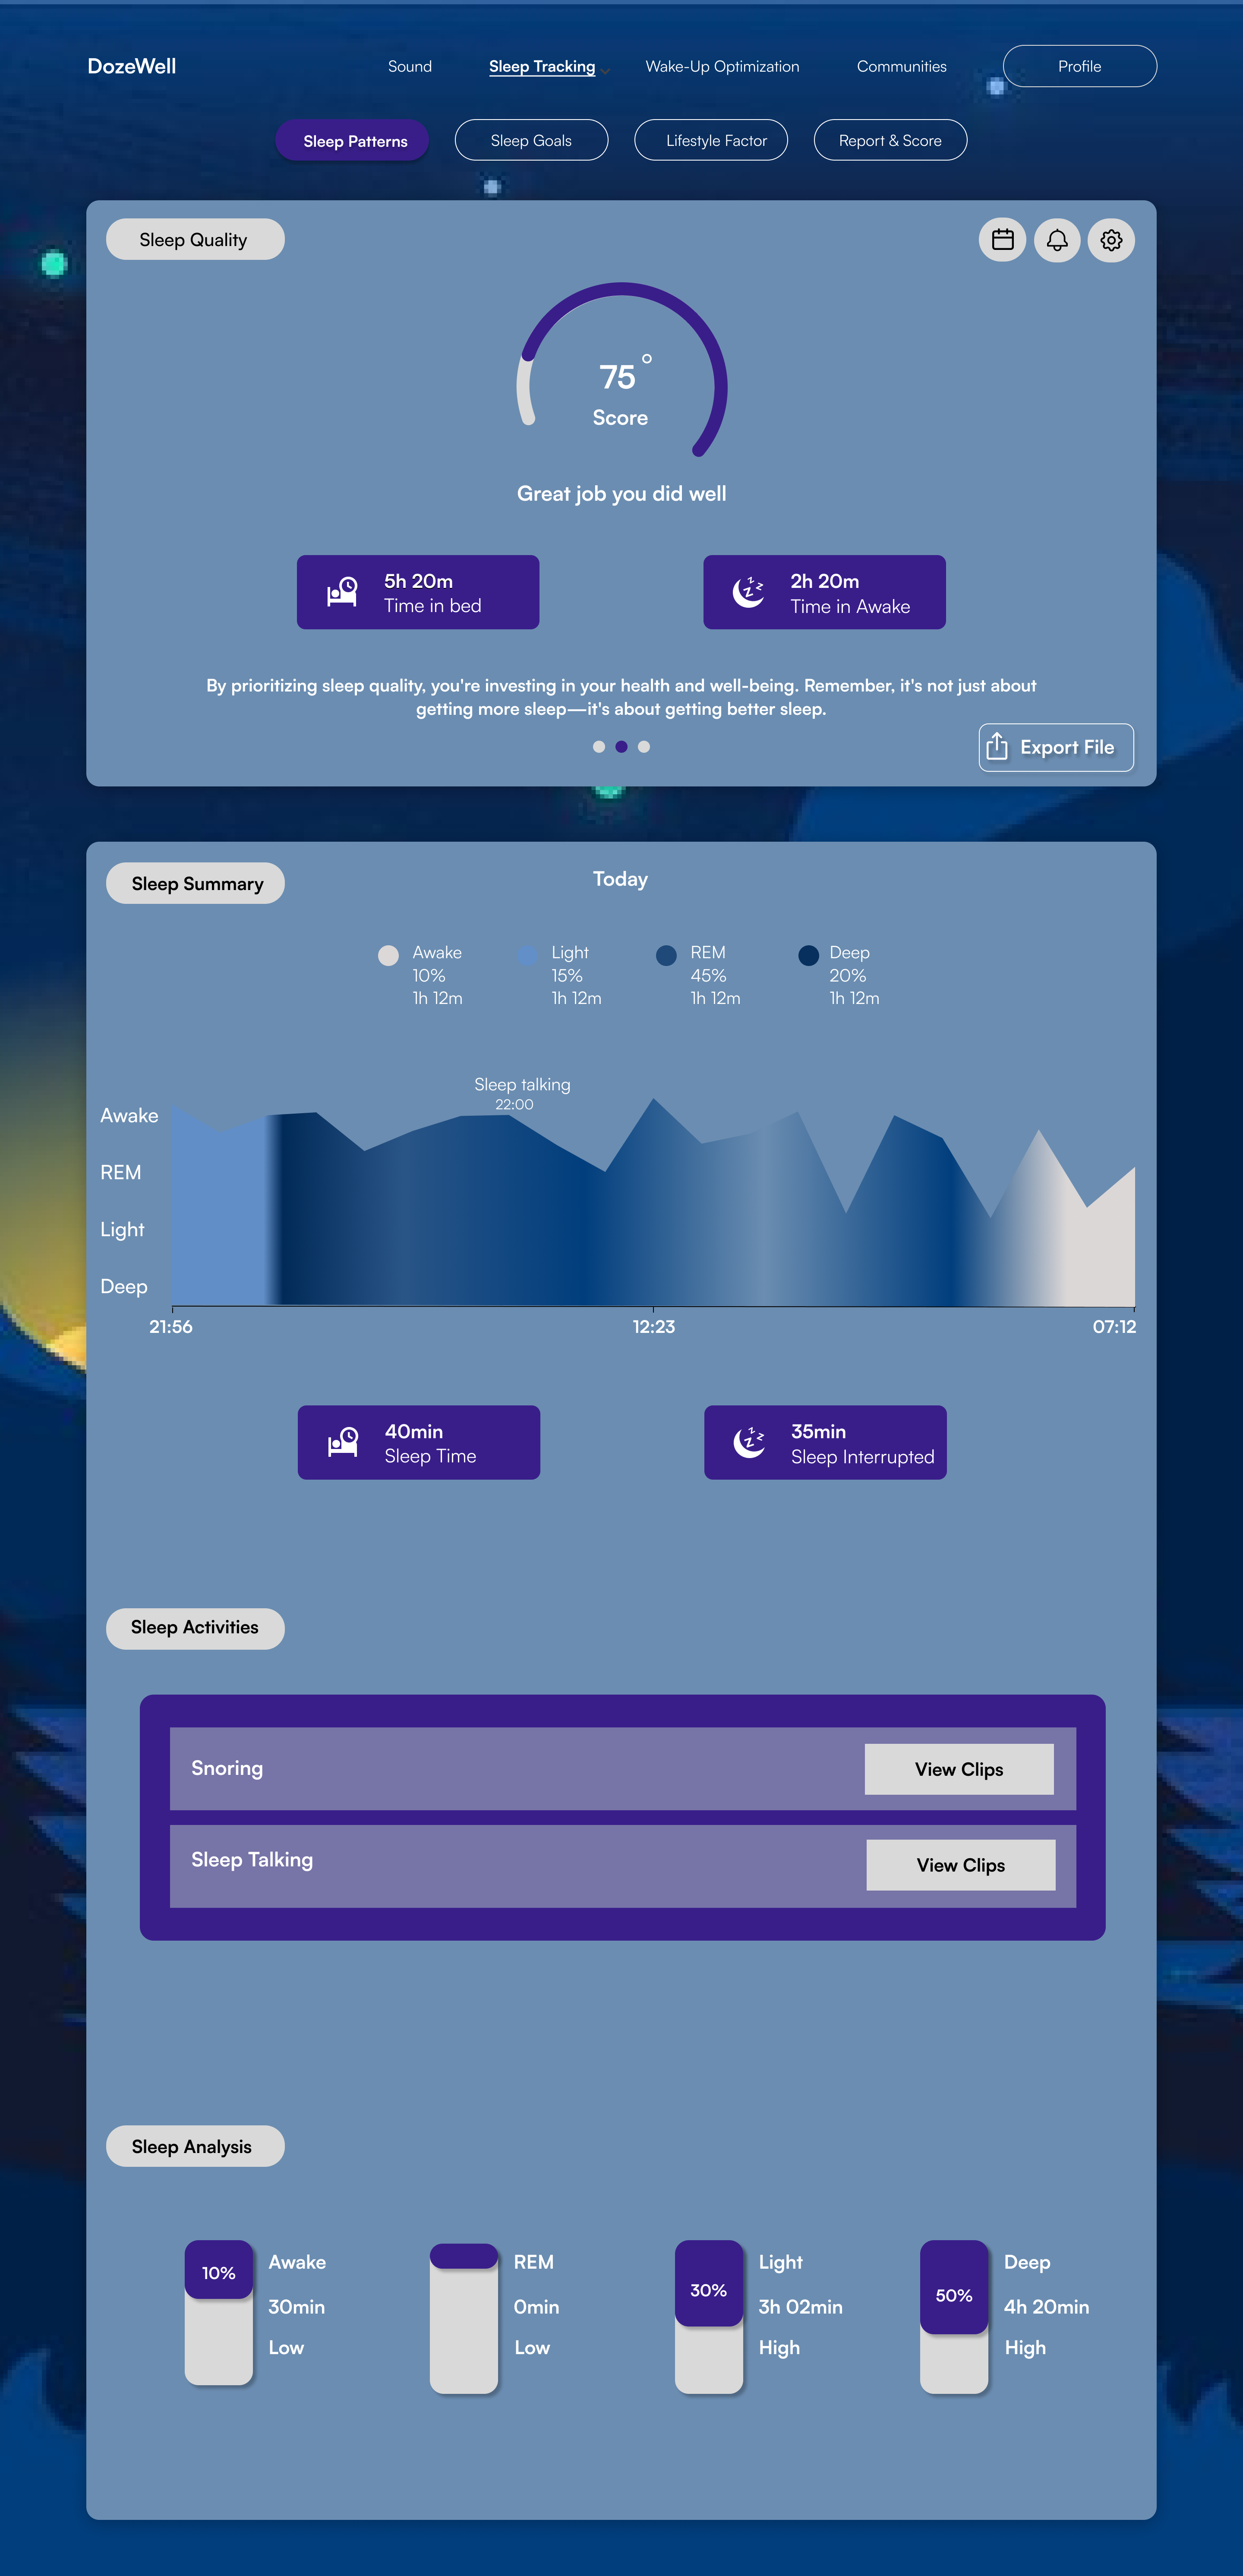 DozeWell
Sound
Sleep Tracking
Wake-Up Optimization
Communities
Profile
Sleep Patterns
Sleep Goals
Lifestyle Factor
Report & Score
Sleep Quality
75°
Score
Great job you did well
5h 20m
Time in bed
2h 20m
Time in Awake
By prioritizing sleep quality, you're investing in your health and well-being. Remember, it's not just about
getting more sleep—it's about getting better sleep.
Export File
Sleep Summary
Today
Awake
10%
1h 12m
Light
15%
1h 12m
REM
45%
1h 12m
Deep
20%
1h 12m
Sleep talking
22:00
Awake
REM
Light
Deep
21:56
12:23
07:12
40min
Sleep Time
35min
Sleep Interrupted
Sleep Activities
Snoring
View Clips
Sleep Talking
View Clips
Sleep Analysis
10%
Awake
30min
Low
REM
0min
Low
30%
Light
3h 02min
High
50%
Deep
4h 20min
High